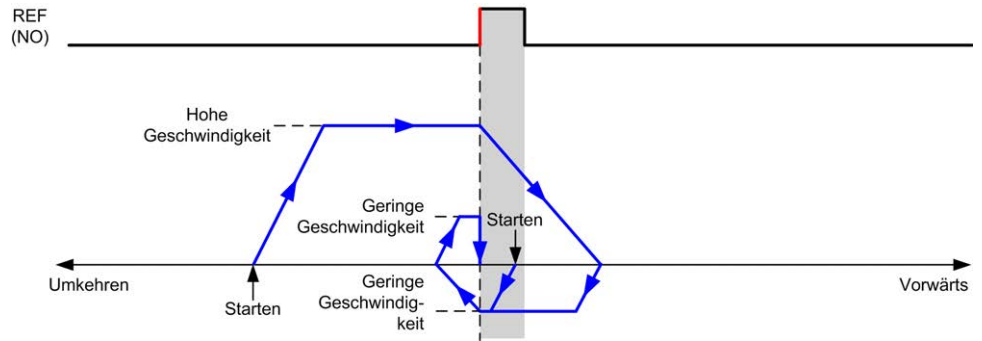 REF
(NO)
Hohe
Geschwindigkeit
Geringe
Geschwindigkeit
Starten
Umkehren
Vorwärts
Starten
Geringe
Geschwindig-
keit